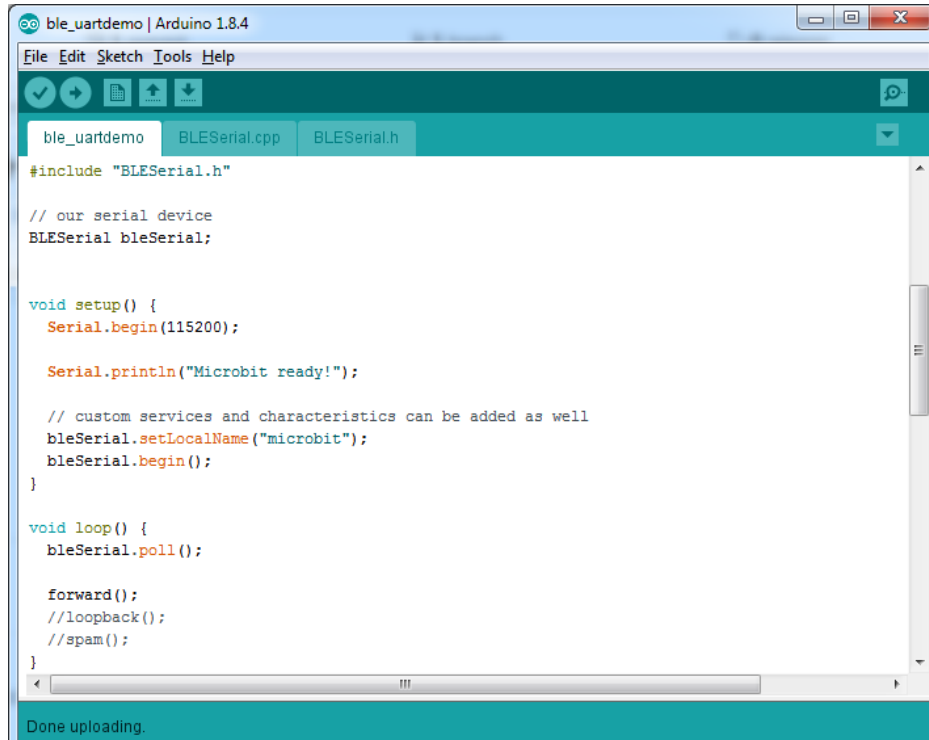 ble_uartdemo | Arduino 1.8.4
File Edit Sketch Tools Help
ble_uartdemo BLESerial.cpp BLESerial.h
#include "BLESerial.h"
// our serial device
BLESerial bleSerial;
void setup() {
  Serial.begin(115200);
  Serial.println("Microbit ready!");
  // custom services and characteristics can be added as well
  bleSerial.setLocalName("microbit");
  bleSerial.begin();
}
void loop() {
  bleSerial.poll();
  forward();
  //loopback();
  //spam();
}
Done uploading.